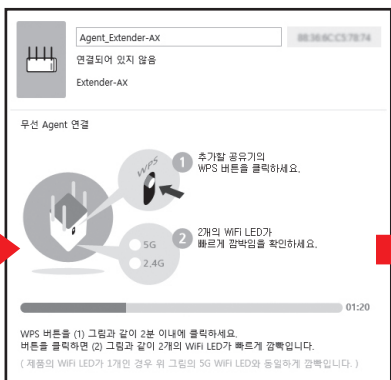 Agent_Extender-AX
연결되어 있지 않음
Extender-AX
무선 Agent 연결
WPS
1
추가할 공유기의
WPS 버튼을 클릭하세요.
2개의 WiFi LED가
5G
2
빠르게 깜박임을 확인하세요.
2.4G
01:20
WPS 버튼을 (1) 그림과 같이 2분 이내에 클릭하세요.
버튼을 클릭하면 (2) 그림과 같이 2개의 WiFi LED가 빠르게 깜빡입니다.
( 제품의 WiFi LED가 1개인 경우 위 그림의 5G WiFi LED와 동일하게 깜빡입니다. )